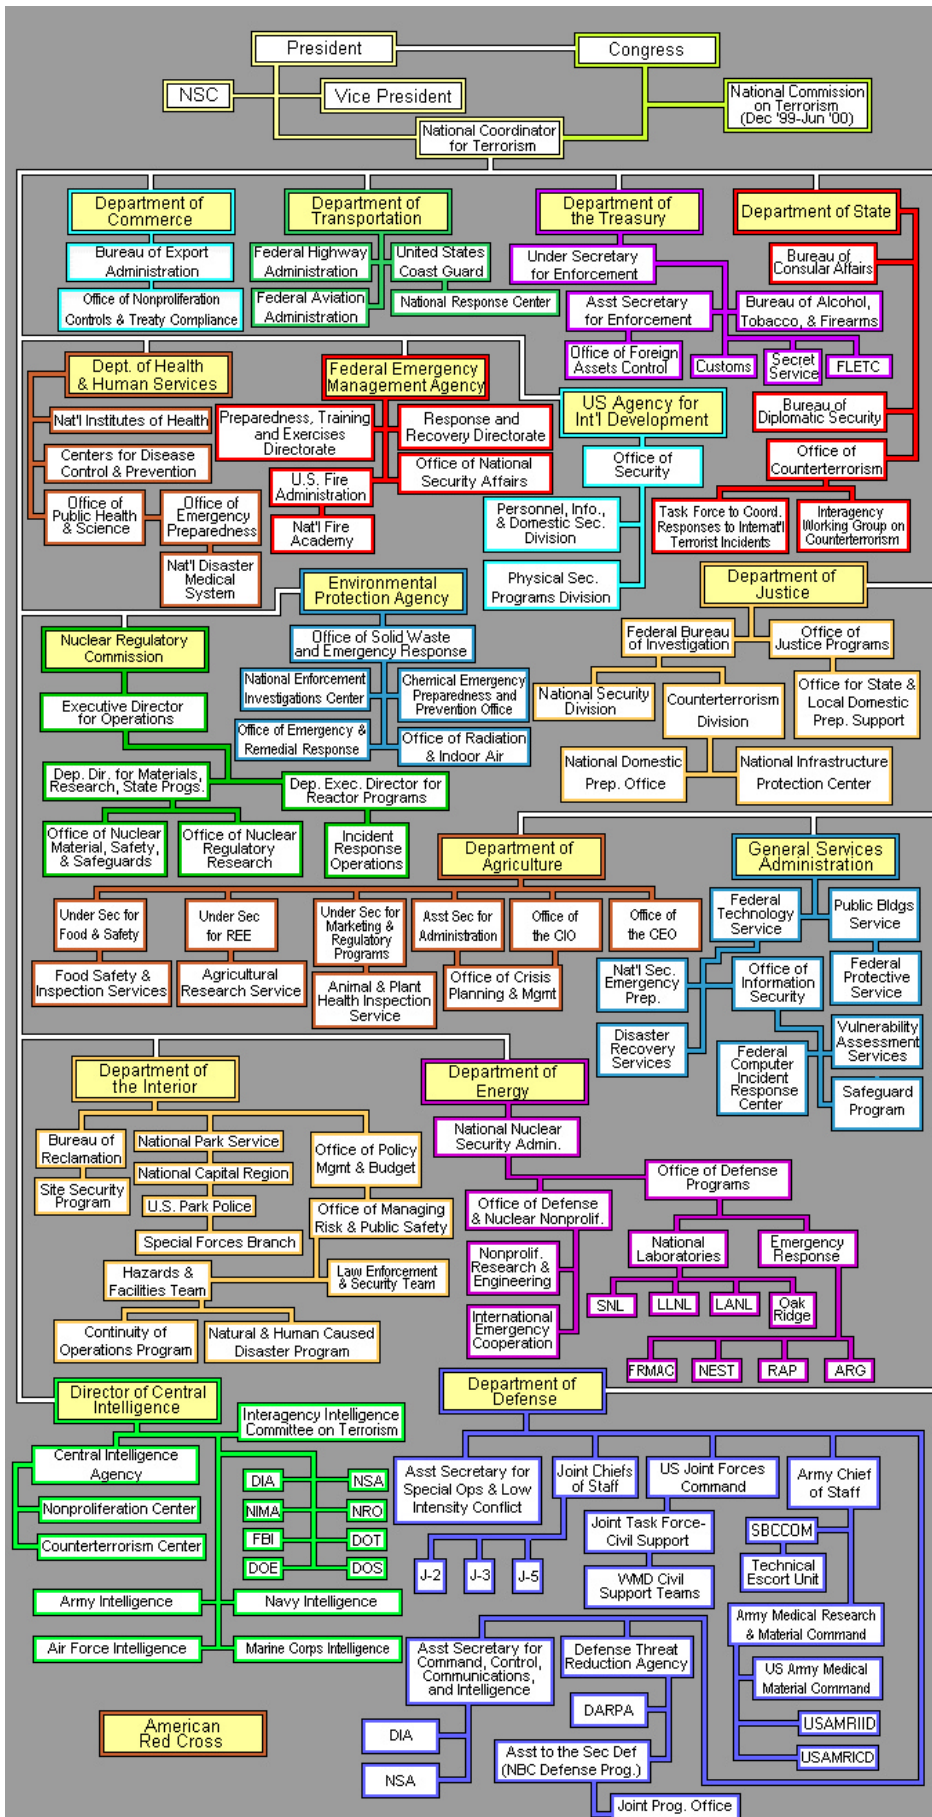 President
Congress
NSC
Vice President
National Commission
on Terrorism
(Dec '99-Jun '00)
National Coordinator
for Terrorism
Department of
Commerce
Department of
Transportation
Department of
the Treasury
Department of State
Bureau of Export
Administration
Office of Nonproliferation
Controls & Treaty Compliance
Federal Highway
Administration
United States
Coast Guard
Federal Aviation
Administration
National Response Center
Under Secretary
for Enforcement
Asst Secretary
for Enforcement
Bureau of Alcohol,
Tobacco, & Firearms
Office of Foreign
Assets Control
Customs
Secret
Service
FLETC
Bureau of
Consular Affairs
Bureau of
Diplomatic Security
Office of
Counterterrorism
Task Force to Coord.
Responses to Internat'l
Terrorist Incidents
Interagency
Working Group on
Counterterrorism
Dept. of Health
& Human Services
Nat'l Institutes of Health
Centers for Disease
Control & Prevention
Office of
Public Health
& Science
Office of
Emergency
Preparedness
Nat'l Disaster
Medical
System
Federal Emergency
Management Agency
Preparedness, Training
and Exercises
Directorate
Response and
Recovery Directorate
U.S. Fire
Administration
Office of National
Security Affairs
Nat'l Fire
Academy
US Agency for
Int'l Development
Office of
Security
Personnel, Info.,
& Domestic Sec.
Division
Physical Sec.
Programs Division
Environmental
Protection Agency
Office of Solid Waste
and Emergency Response
National Enforcement
Investigations Center
Chemical Emergency
Preparedness and
Prevention Office
Office of Emergency &
Remedial Response
Office of Radiation
& Indoor Air
Department of
Justice
Federal Bureau
of Investigation
Office of
Justice Programs
National Security
Division
Counterterrorism
Division
Office for State &
Local Domestic
Prep. Support
National Domestic
Prep. Office
National Infrastructure
Protection Center
Nuclear Regulatory
Commission
Executive Director
for Operations
Dep. Dir. for Materials,
Research, State Progs.
Dep. Exec. Director for
Reactor Programs
Office of Nuclear
Material, Safety,
& Safeguards
Office of Nuclear
Regulatory
Research
Incident
Response
Operations
Department of
Agriculture
Under Sec for
Food & Safety
Under Sec
for REE
Under Sec for
Marketing &
Regulatory
Programs
Asst Sec for
Administration
Office of
the CIO
Office of
the CEO
Food Safety &
Inspection Services
Agricultural
Research Service
Animal & Plant
Health Inspection
Service
Office of Crisis
Planning & Mgmt
General Services
Administration
Federal
Technology
Service
Public Bldgs
Service
Nat'l Sec.
Emergency
Prep.
Office of
Information
Security
Federal
Protective
Service
Disaster
Recovery
Services
Federal
Computer
Incident
Response
Center
Vulnerability
Assessment
Services
Safeguard
Program
Department of
the Interior
Bureau of
Reclamation
Site Security
Program
National Park Service
National Capital Region
U.S. Park Police
Special Forces Branch
Office of Policy
Mgmt & Budget
Office of Managing
Risk & Public Safety
Hazards &
Facilities Team
Law Enforcement
& Security Team
Continuity of
Operations Program
Natural & Human Caused
Disaster Program
Department of
Energy
National Nuclear
Security Admin.
Office of Defense
& Nuclear Nonprolif.
Office of Defense
Programs
Nonprolif.
Research &
Engineering
International
Emergency
Cooperation
National
Laboratories
Emergency
Response
SNL
LLNL
LANL
Oak
Ridge
FRMAC
NEST
RAP
ARG
Director of Central
Intelligence
Interagency Intelligence
Committee on Terrorism
Central Intelligence
Agency
Nonproliferation Center
Counterterrorism Center
DIA
NSA
NIMA
NRO
FBI
DOT
DOE
DOS
Army Intelligence
Navy Intelligence
Air Force Intelligence
Marine Corps Intelligence
Department of
Defense
Asst Secretary for
Special Ops & Low
Intensity Conflict
Joint Chiefs
of Staff
US Joint Forces
Command
Army Chief
of Staff
J-2
J-3
J-5
Joint Task Force-
Civil Support
WMD Civil
Support Teams
SBCCOM
Technical
Escort Unit
Army Medical Research
& Material Command
US Army Medical
Material Command
USAMRIID
USAMRICD
Asst Secretary for
Command, Control,
Communications,
and Intelligence
DIA
NSA
Defense Threat
Reduction Agency
DARPA
Asst to the Sec Def
(NBC Defense Prog.)
Joint Prog. Office
American
Red Cross